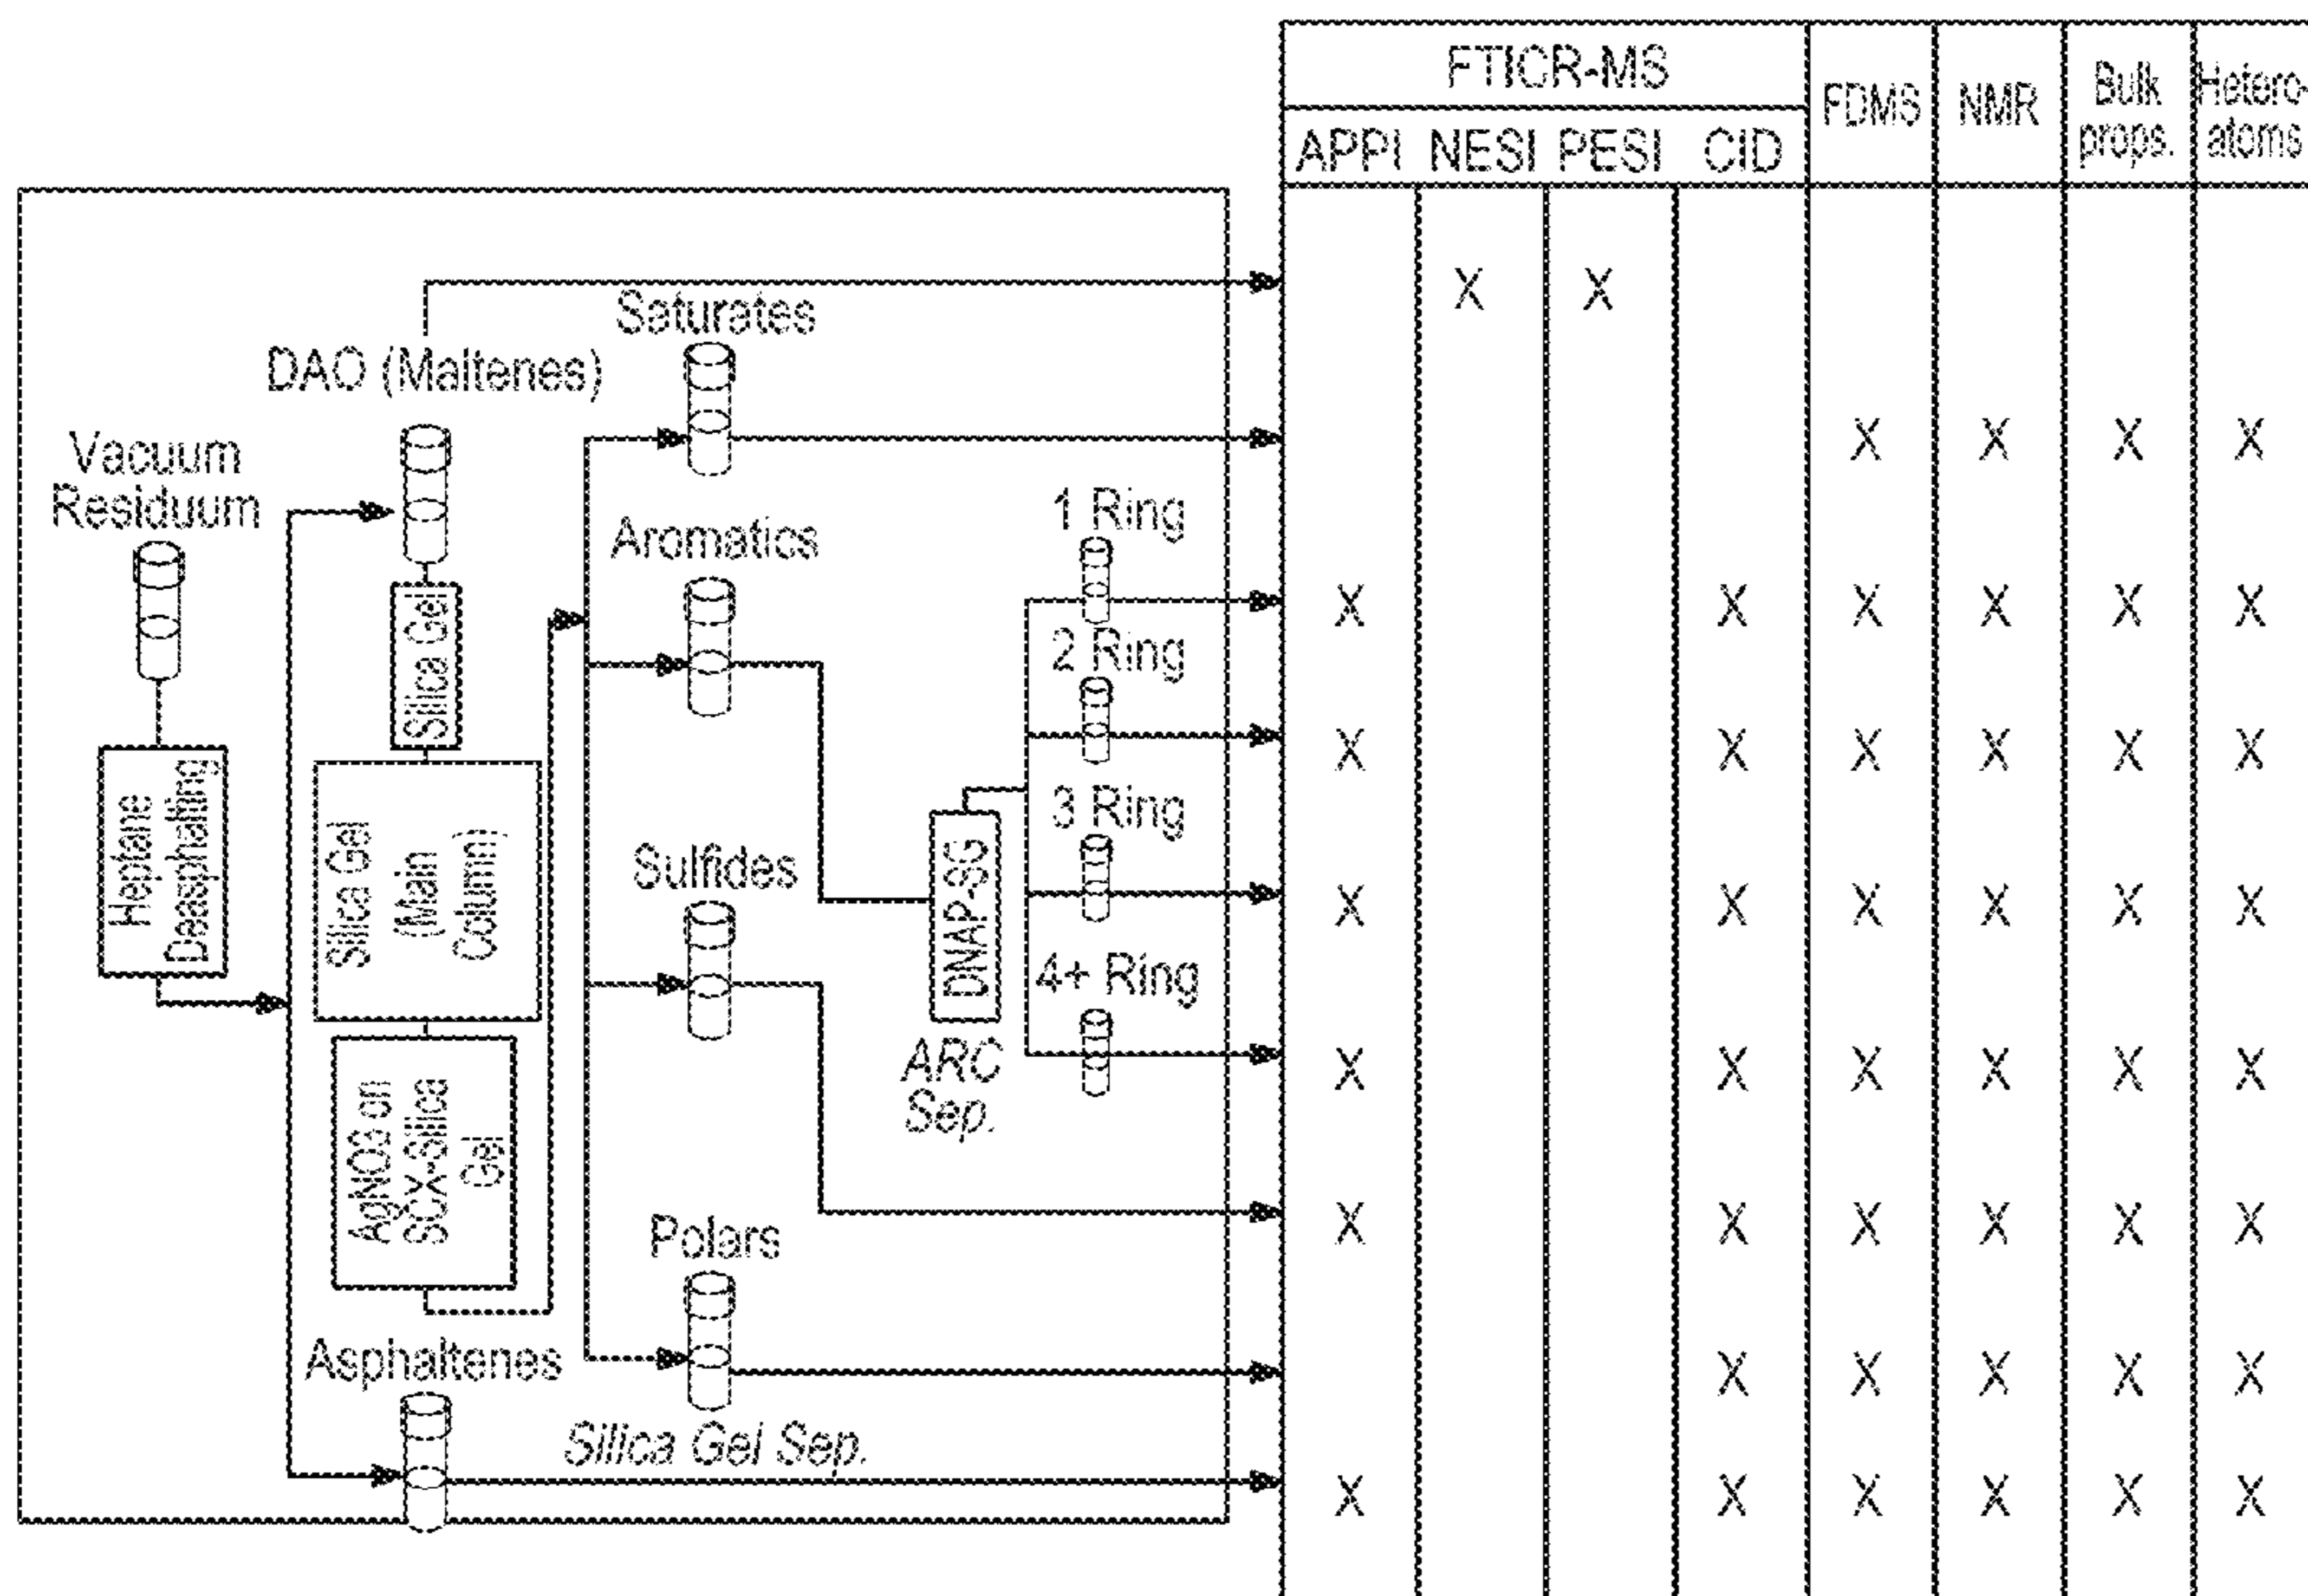 FTICR-MS
FDMS
NMR
Bulk
props.
Hetero-
atoms
APPI NESI PESI CID
X X
Saturates
DAO (Maltenes)
X X X X
Vacuum
Residuum
1 Ring
Aromatics
X X X X X X
Silica Gel
2 Ring
X X X X X X
Heptane
Deasphalting
Silica Gel
(Main
Column)
3 Ring
Sulfides
DNAP-SG
X X X X X X
4+ Ring
ARC
Sep.
X X X X X X
AgNO3 on
SCX-Silica
Gel
Polars
X X X X X X
Asphaltenes
X X X X X
Silica Gel Sep.
X X X X X X